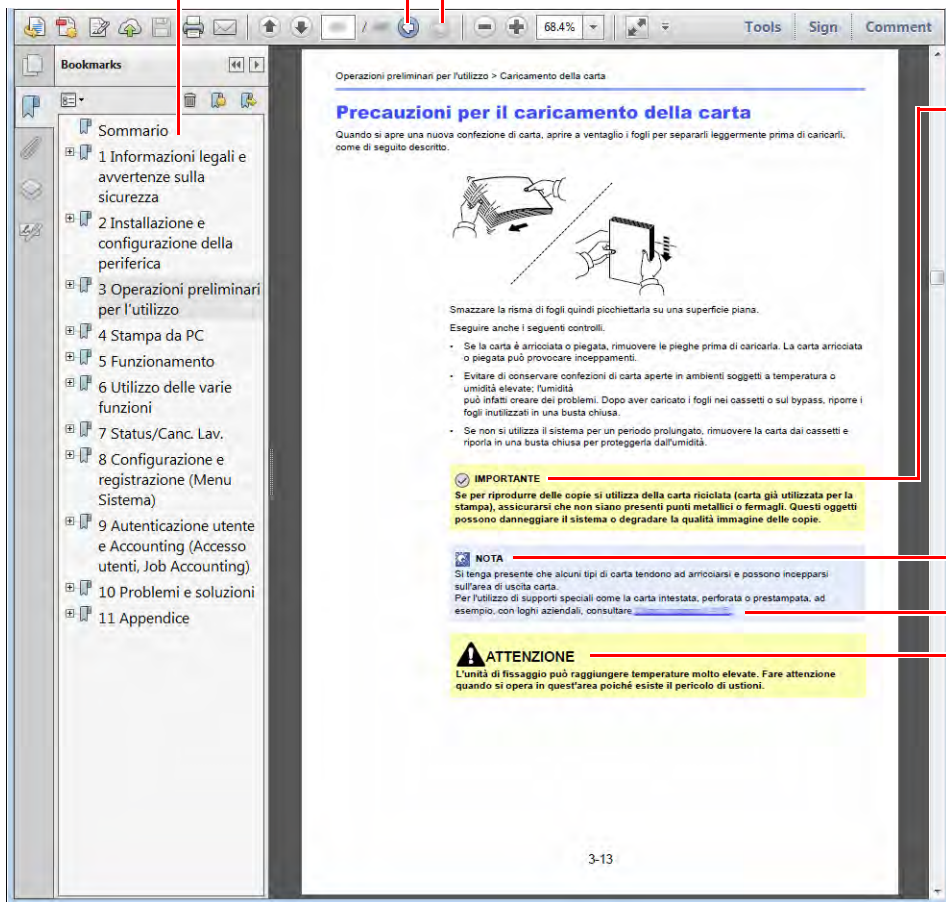 /
68.4%
Tools
Sign
Comment
Bookmarks
Sommario
1 Informazioni legali e
avvertenze sulla
sicurezza
2 Installazione e
configurazione della
periferica
3 Operazioni preliminari
per l'utilizzo
4 Stampa da PC
5 Funzionamento
6 Utilizzo delle varie
funzioni
7 Status/Canc. Lav.
8 Configurazione e
registrazione (Menu
Sistema)
9 Autenticazione utente
e Accounting (Accesso
utenti, Job Accounting)
10 Problemi e soluzioni
11 Appendice
Operazioni preliminari per l'utilizzo > Caricamento della carta
Precauzioni per il caricamento della carta
Quando si apre una nuova confezione di carta, aprire a ventaglio i fogli per separarli leggermente prima di caricarli,
come di seguito descritto.
Smazzare la risma di fogli quindi picchiettarla su una superficie piana.
Eseguire anche i seguenti controlli.
• Se la carta è arricciata o piegata, rimuovere le pieghe prima di caricarla. La carta arricciata
o piegata può provocare inceppamenti.
• Evitare di conservare confezioni di carta aperte in ambienti soggetti a temperatura o
umidità elevate; l'umidità
può infatti creare dei problemi. Dopo aver caricato i fogli nei cassetti o sul bypass, riporre i
fogli inutilizzati in una busta chiusa.
• Se non si utilizza il sistema per un periodo prolungato, rimuovere la carta dai cassetti e
riporla in una busta chiusa per proteggerla dall'umidità.
IMPORTANTE
Se per riprodurre delle copie si utilizza della carta riciclata (carta già utilizzata per la
stampa), assicurarsi che non siano presenti punti metallici o fermagli. Questi oggetti
possono danneggiare il sistema o degradare la qualità immagine delle copie.
NOTA
Si tenga presente che alcuni tipi di carta tendono ad arricciarsi e possono incepparsi
sull'area di uscita carta.
Per l'utilizzo di supporti speciali come la carta intestata, perforata o prestampata, ad
esempio, con loghi aziendali, consultare
ATTENZIONE
L'unità di fissaggio può raggiungere temperature molto elevate. Fare attenzione
quando si opera in quest'area poiché esiste il pericolo di ustioni.
3-13